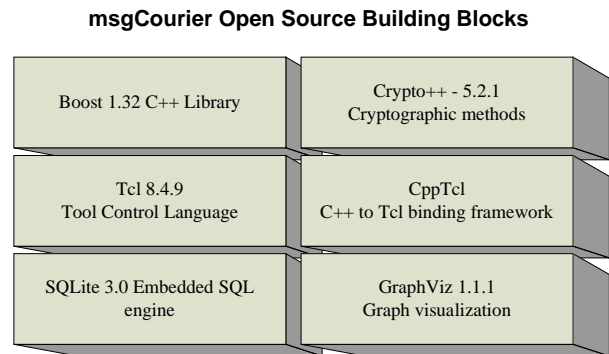 msgCourier Open Source Building Blocks
Boost 1.32 C++ Library
Crypto++ - 5.2.1
Cryptographic methods
Tcl 8.4.9
Tool Control Language
CppTcl
C++ to Tcl binding framework
SQLite 3.0 Embedded SQL
engine
GraphViz 1.1.1
Graph visualization